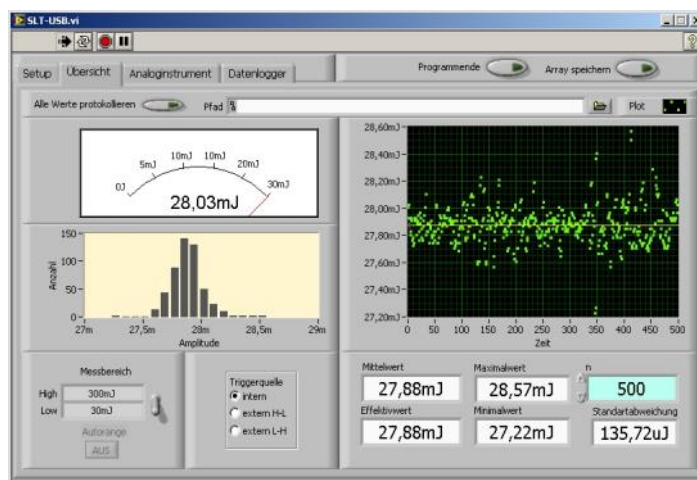 SLT-USB.vi
Setup Übersicht Analoginstrument Datenlogger
Programmende Array speichern
Alle Werte protokollieren Pfad Plot
0J 5mJ 10mJ 10mJ 20mJ 30mJ
28,03mJ
150
100
50
0
Anzahl
27m 27,5m 28m 28,5m 29m
Amplitude
28,60mJ
28,40mJ
28,20mJ
28,00mJ
27,80mJ
27,60mJ
27,40mJ
27,20mJ
0 50 100 150 200 250 300 350 400 450 500
Zeit
Messbereich
High 300mJ
Low 30mJ
Autorange
AUS
Triggerquelle
intern
extern H-L
extern L-H
Mittelwert Maximalwert n
27,88mJ 28,57mJ 500
Effektivwert Minimalwert Standartabweichung
27,88mJ 27,22mJ 135,72uJ